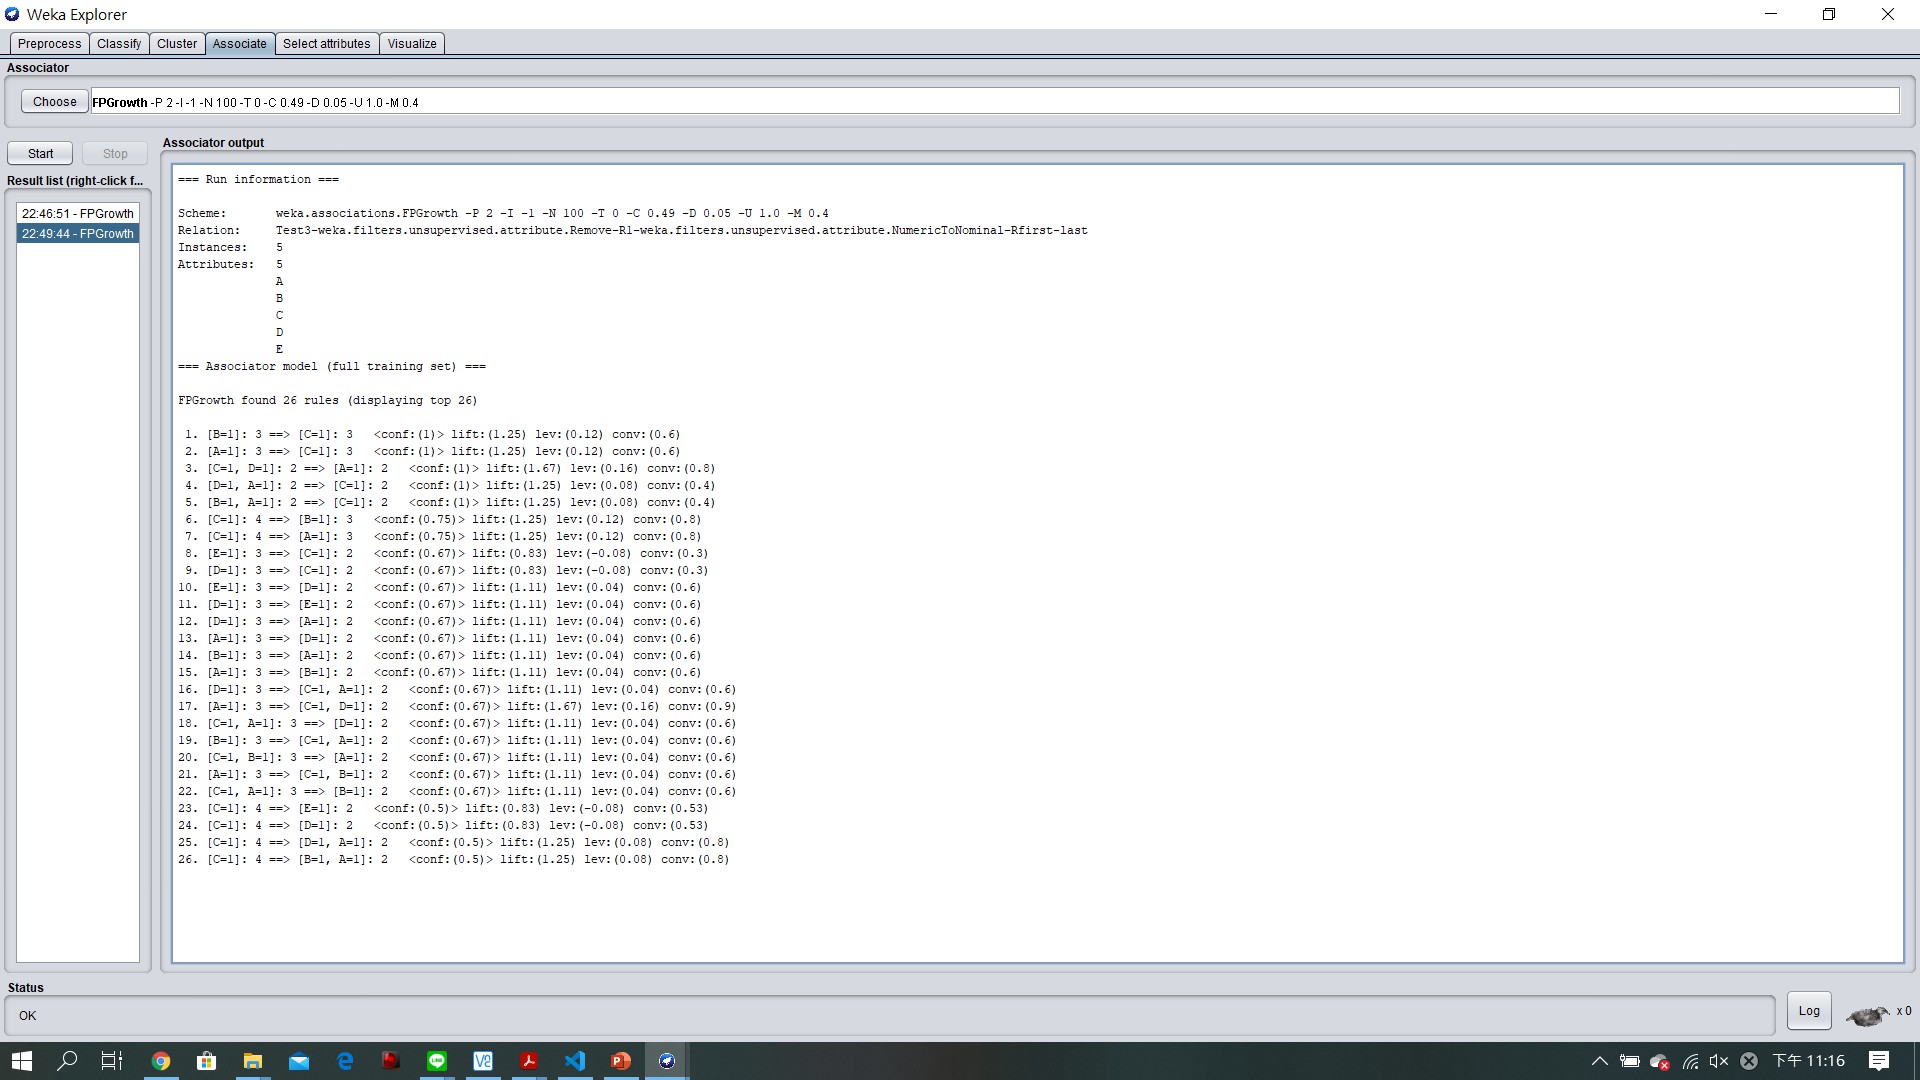 Weka Explorer
Preprocess Classify Cluster Associate Select attributes Visualize
Associator
Choose FPGrowth -P 2 -I -1 -N 100 -T 0 -C 0.49 -D 0.05 -U 1.0 -M 0.4
Start Stop
Associator output
Result list (right-click f...
22:46:51 - FPGrowth
22:49:44 - FPGrowth
=== Run information ===
Scheme: weka.associations.FPGrowth -P 2 -I -1 -N 100 -T 0 -C 0.49 -D 0.05 -U 1.0 -M 0.4
Relation: Test3-weka.filters.unsupervised.attribute.Remove-R1-weka.filters.unsupervised.attribute.NumericToNominal-Rfirst-last
Instances: 5
Attributes: 5
A
B
C
D
E
=== Associator model (full training set) ===
FPGrowth found 26 rules (displaying top 26)
1. [B=1]: 3 ==> [C=1]: 3 <conf:(1)> lift:(1.25) lev:(0.12) conv:(0.6)
2. [A=1]: 3 ==> [C=1]: 3 <conf:(1)> lift:(1.25) lev:(0.12) conv:(0.6)
3. [C=1, D=1]: 2 ==> [A=1]: 2 <conf:(1)> lift:(1.67) lev:(0.16) conv:(0.8)
4. [D=1, A=1]: 2 ==> [C=1]: 2 <conf:(1)> lift:(1.25) lev:(0.08) conv:(0.4)
5. [B=1, A=1]: 2 ==> [C=1]: 2 <conf:(1)> lift:(1.25) lev:(0.08) conv:(0.4)
6. [C=1]: 4 ==> [B=1]: 3 <conf:(0.75)> lift:(1.25) lev:(0.12) conv:(0.8)
7. [C=1]: 4 ==> [A=1]: 3 <conf:(0.75)> lift:(1.25) lev:(0.12) conv:(0.8)
8. [E=1]: 3 ==> [C=1]: 2 <conf:(0.67)> lift:(0.83) lev:(-0.08) conv:(0.3)
9. [D=1]: 3 ==> [C=1]: 2 <conf:(0.67)> lift:(0.83) lev:(-0.08) conv:(0.3)
10. [E=1]: 3 ==> [D=1]: 2 <conf:(0.67)> lift:(1.11) lev:(0.04) conv:(0.6)
11. [D=1]: 3 ==> [E=1]: 2 <conf:(0.67)> lift:(1.11) lev:(0.04) conv:(0.6)
12. [D=1]: 3 ==> [A=1]: 2 <conf:(0.67)> lift:(1.11) lev:(0.04) conv:(0.6)
13. [A=1]: 3 ==> [D=1]: 2 <conf:(0.67)> lift:(1.11) lev:(0.04) conv:(0.6)
14. [B=1]: 3 ==> [A=1]: 2 <conf:(0.67)> lift:(1.11) lev:(0.04) conv:(0.6)
15. [A=1]: 3 ==> [B=1]: 2 <conf:(0.67)> lift:(1.11) lev:(0.04) conv:(0.6)
16. [D=1]: 3 ==> [C=1, A=1]: 2 <conf:(0.67)> lift:(1.11) lev:(0.04) conv:(0.6)
17. [A=1]: 3 ==> [C=1, D=1]: 2 <conf:(0.67)> lift:(1.67) lev:(0.16) conv:(0.9)
18. [C=1, A=1]: 3 ==> [D=1]: 2 <conf:(0.67)> lift:(1.11) lev:(0.04) conv:(0.6)
19. [B=1]: 3 ==> [C=1, A=1]: 2 <conf:(0.67)> lift:(1.11) lev:(0.04) conv:(0.6)
20. [C=1, B=1]: 3 ==> [A=1]: 2 <conf:(0.67)> lift:(1.11) lev:(0.04) conv:(0.6)
21. [A=1]: 3 ==> [C=1, B=1]: 2 <conf:(0.67)> lift:(1.11) lev:(0.04) conv:(0.6)
22. [C=1, A=1]: 3 ==> [B=1]: 2 <conf:(0.67)> lift:(1.11) lev:(0.04) conv:(0.6)
23. [C=1]: 4 ==> [E=1]: 2 <conf:(0.5)> lift:(0.83) lev:(-0.08) conv:(0.53)
24. [C=1]: 4 ==> [D=1]: 2 <conf:(0.5)> lift:(0.83) lev:(-0.08) conv:(0.53)
25. [C=1]: 4 ==> [D=1, A=1]: 2 <conf:(0.5)> lift:(1.25) lev:(0.08) conv:(0.8)
26. [C=1]: 4 ==> [B=1, A=1]: 2 <conf:(0.5)> lift:(1.25) lev:(0.08) conv:(0.8)
Status
OK
Log
x 0
下午 11:16